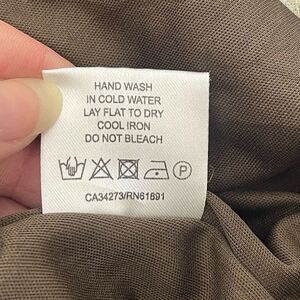 HAND WASH
IN COLD WATER
LAY FLAT TO DRY
COOL IRON
DO NOT BLEACH
P
CA34273/RN61691